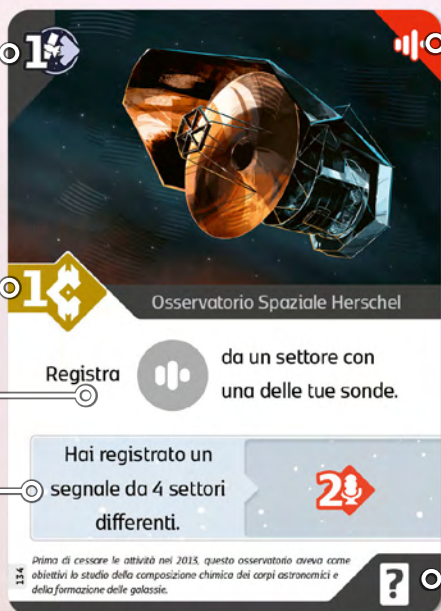 1
1
Osservatorio Spaziale Herschel
Registra
da un settore con
una delle tue sonde.
Hai registrato un
segnale da 4 settori
differenti.
2
134
Prima di cessare le attività nel 2013, questo osservatorio aveva come
obiettivi lo studio della composizione chimica dei corpi astronomici e
della formazione delle galassie.
?